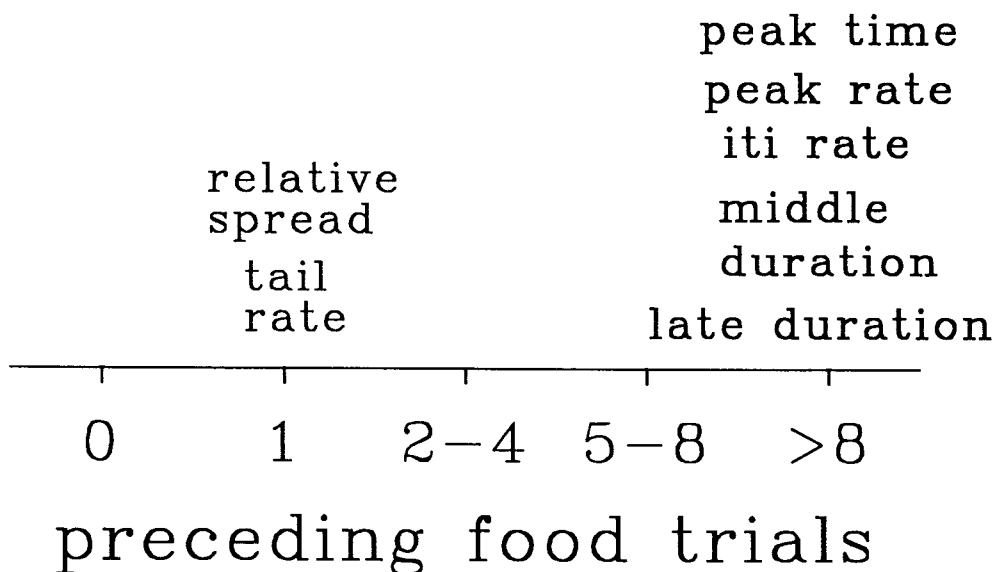 peak time
peak rate
iti rate
relative
spread
middle
duration
tail
rate
late duration
0 1 2–4 5–8 >8
preceding food trials